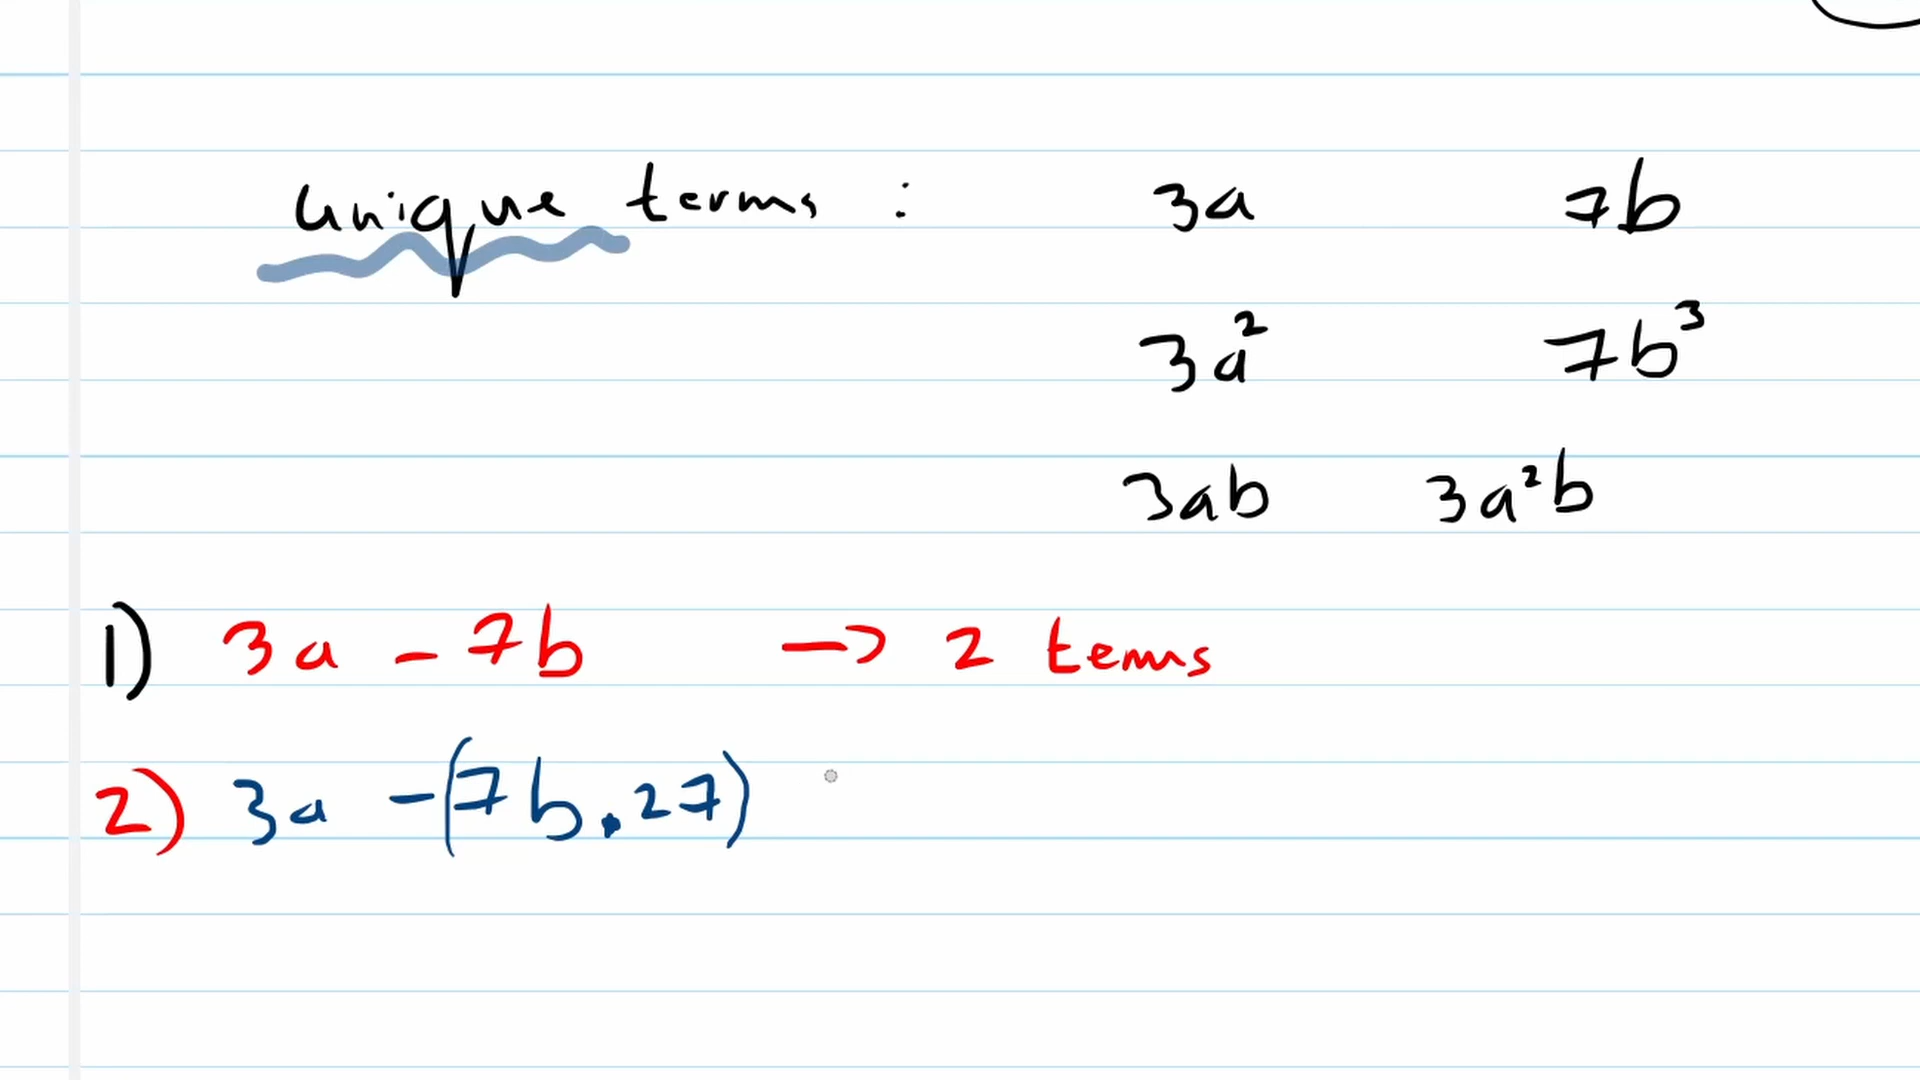 unique terms : 3a 7b
3a² 7b³
3ab 3a²b
1) 3a - 7b → 2 terms
2) 3a -(7b.27)